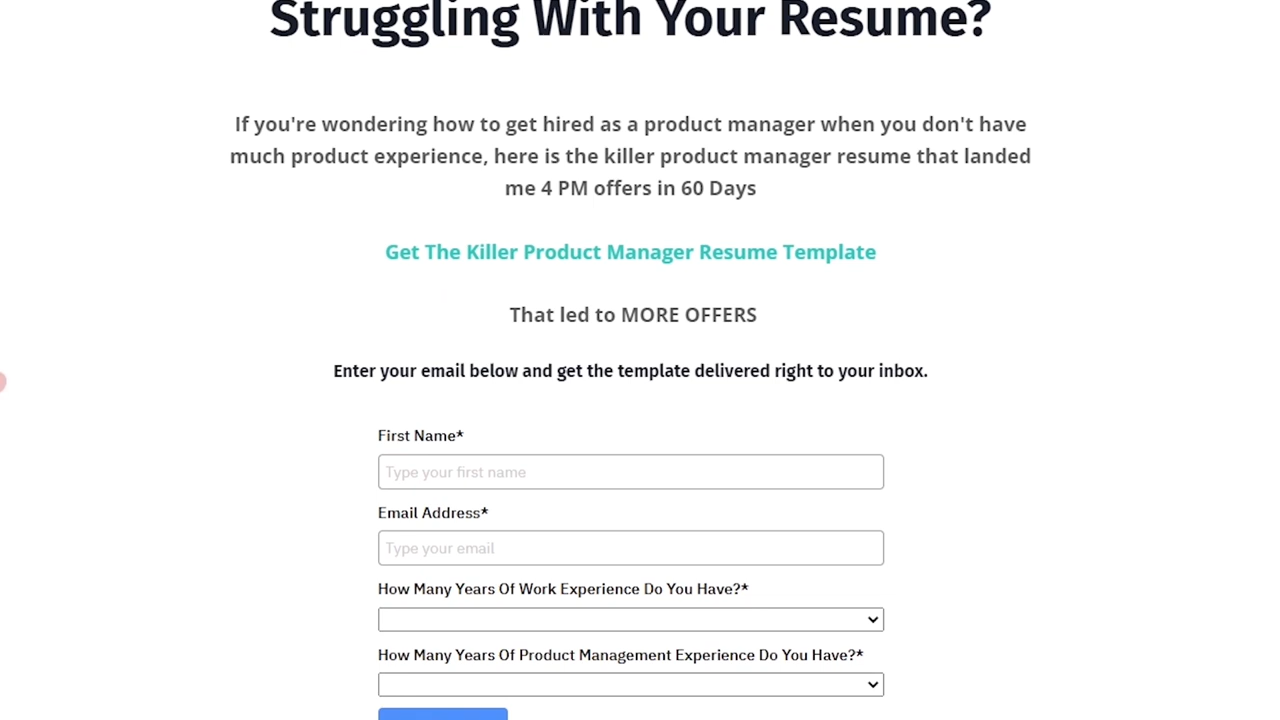 Struggling With Your Resume?
If you're wondering how to get hired as a product manager when you don't have
much product experience, here is the killer product manager resume that landed
me 4 PM offers in 60 Days
Get The Killer Product Manager Resume Template
That led to MORE OFFERS
Enter your email below and get the template delivered right to your inbox.
First Name*
Type your first name
Email Address*
Type your email
How Many Years Of Work Experience Do You Have?*
How Many Years Of Product Management Experience Do You Have?*